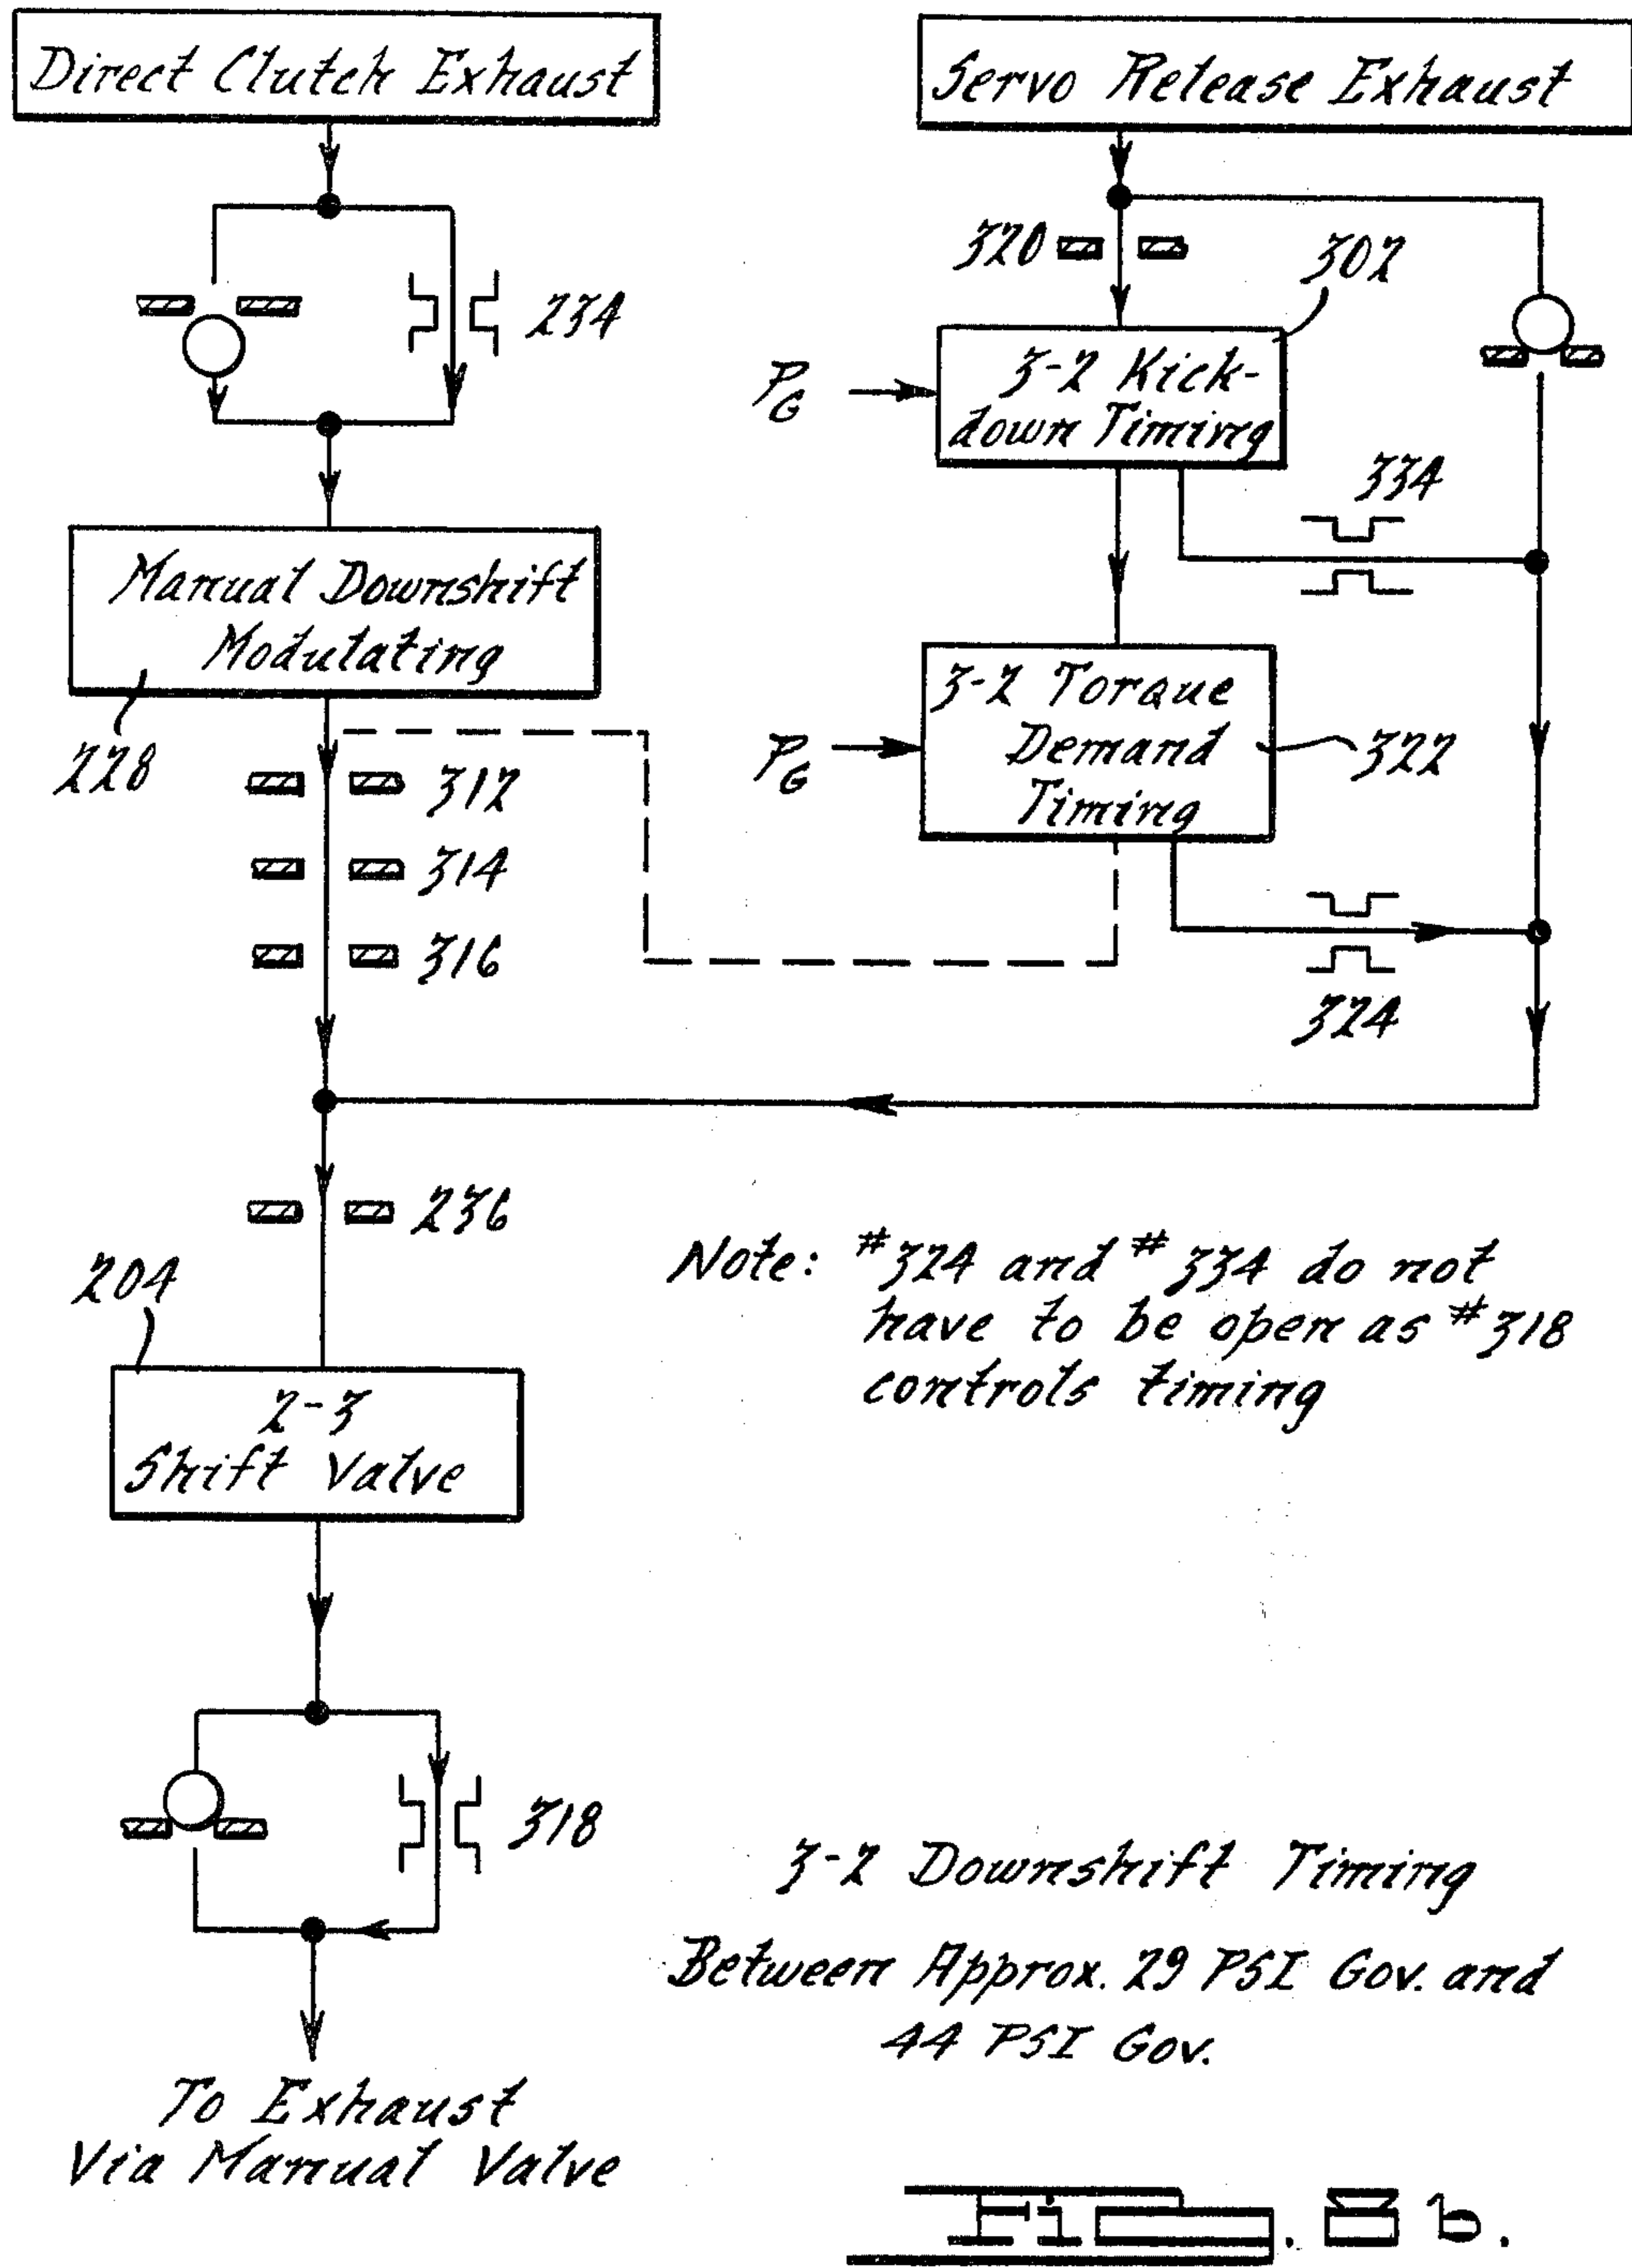 Direct Clutch Exhaust
Servo Release Exhaust
320
302
234
3-2 Kick-
down Timing
PG
334
Manual Downshift
Modulating
228
3-2 Torque
Demand
Timing
PG
322
312
314
316
324
236
204
Note: #324 and #334 do not
have to be open as #318
controls timing
2-3
Shift Valve
318
3-2 Downshift Timing
Between Approx. 29 PSI Gov. and
44 PSI Gov.
To Exhaust
Via Manual Valve
Fig. 8b.